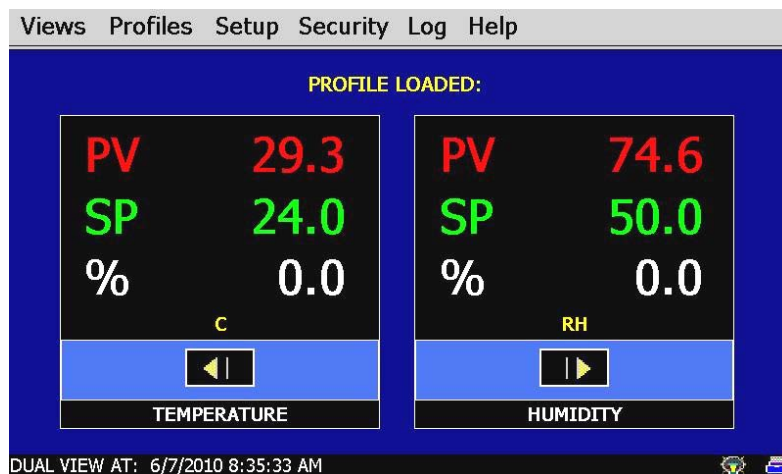 Views Profiles Setup Security Log Help
PROFILE LOADED:
PV 29.3
SP 24.0
% 0.0
C
TEMPERATURE
PV 74.6
SP 50.0
% 0.0
RH
HUMIDITY
DUAL VIEW AT: 6/7/2010 8:35:33 AM